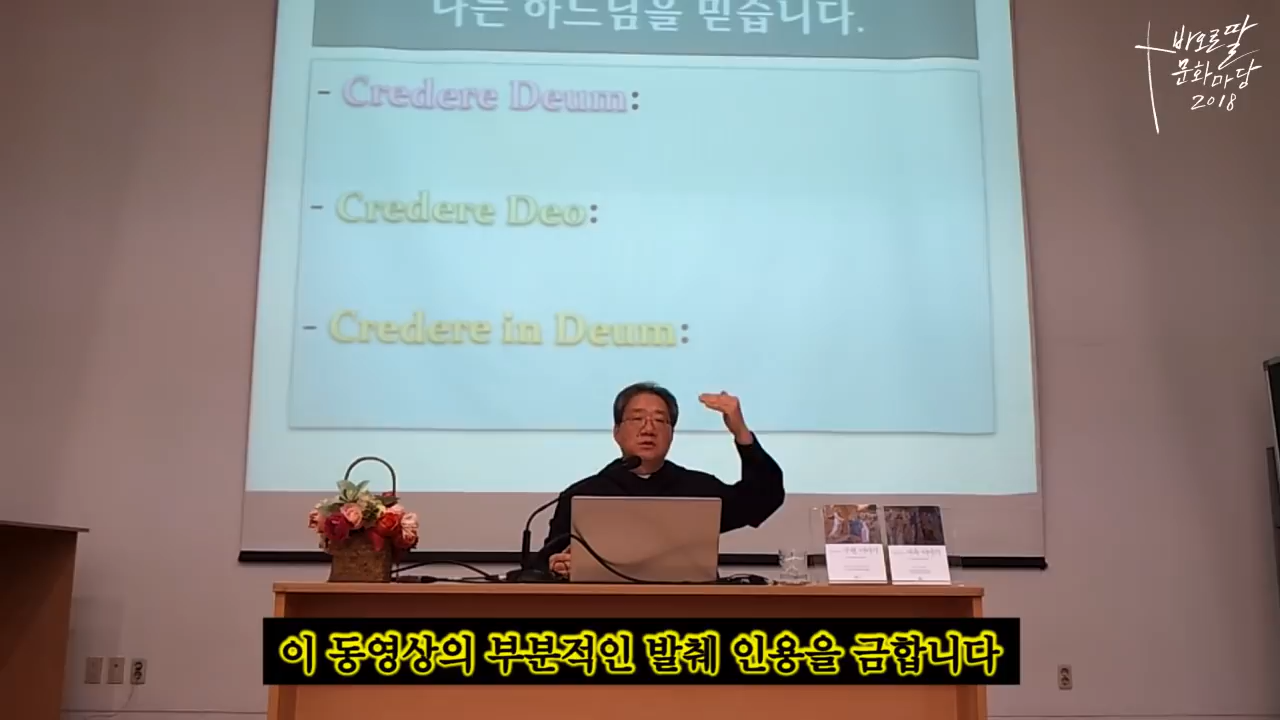 나는 하느님을 믿습니다.
- Credere Deum:
- Credere Deo:
- Credere in Deum:
바오로딸
문화마당
2018
이 동영상의 부분적인 발췌 인용을 금합니다